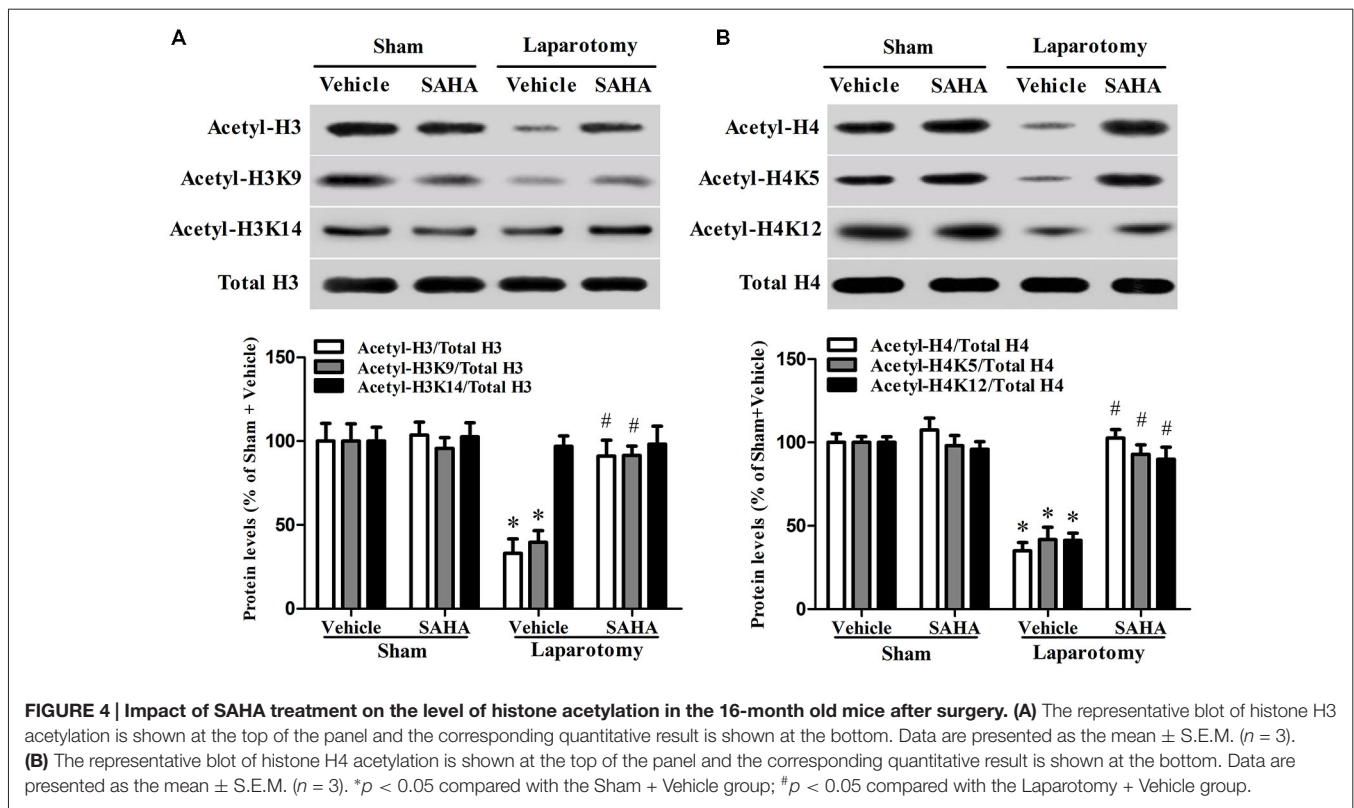 A
Sham Laparotomy
Vehicle SAHA Vehicle SAHA
Acetyl-H3
Acetyl-H3K9
Acetyl-H3K14
Total H3
Acetyl-H3/Total H3
Acetyl-H3K9/Total H3
Acetyl-H3K14/Total H3
Protein levels (% of Sham + Vehicle)
150
100
50
0
* * # #
Vehicle SAHA Vehicle SAHA
Sham Laparotomy
B
Sham Laparotomy
Vehicle SAHA Vehicle SAHA
Acetyl-H4
Acetyl-H4K5
Acetyl-H4K12
Total H4
Acetyl-H4/Total H4
Acetyl-H4K5/Total H4
Acetyl-H4K12/Total H4
Protein levels (% of Sham+Vehicle)
150
100
50
0
* * * # # #
Vehicle SAHA Vehicle SAHA
Sham Laparotomy
FIGURE 4 | Impact of SAHA treatment on the level of histone acetylation in the 16-month old mice after surgery. (A) The representative blot of histone H3
acetylation is shown at the top of the panel and the corresponding quantitative result is shown at the bottom. Data are presented as the mean ± S.E.M. (n = 3).
(B) The representative blot of histone H4 acetylation is shown at the top of the panel and the corresponding quantitative result is shown at the bottom. Data are
presented as the mean ± S.E.M. (n = 3). *p < 0.05 compared with the Sham + Vehicle group; #p < 0.05 compared with the Laparotomy + Vehicle group.